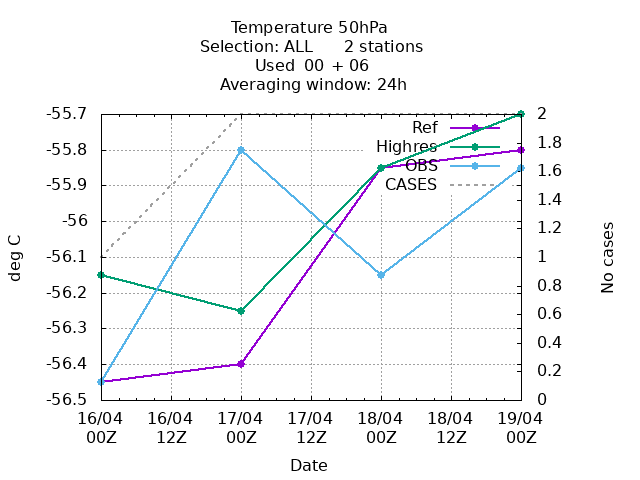 Temperature 50hPa
Selection: ALL 2 stations
Used 00 + 06
Averaging window: 24h
-55.7
-55.8
-55.9
-56
-56.1
-56.2
-56.3
-56.4
-56.5
deg C
Ref
Highres
OBS
CASES
2
1.8
1.6
1.4
1.2
1
0.8
0.6
0.4
0.2
0
No cases
16/04 16/04 17/04 17/04 18/04 18/04 19/04
00Z 12Z 00Z 12Z 00Z 12Z 00Z
Date